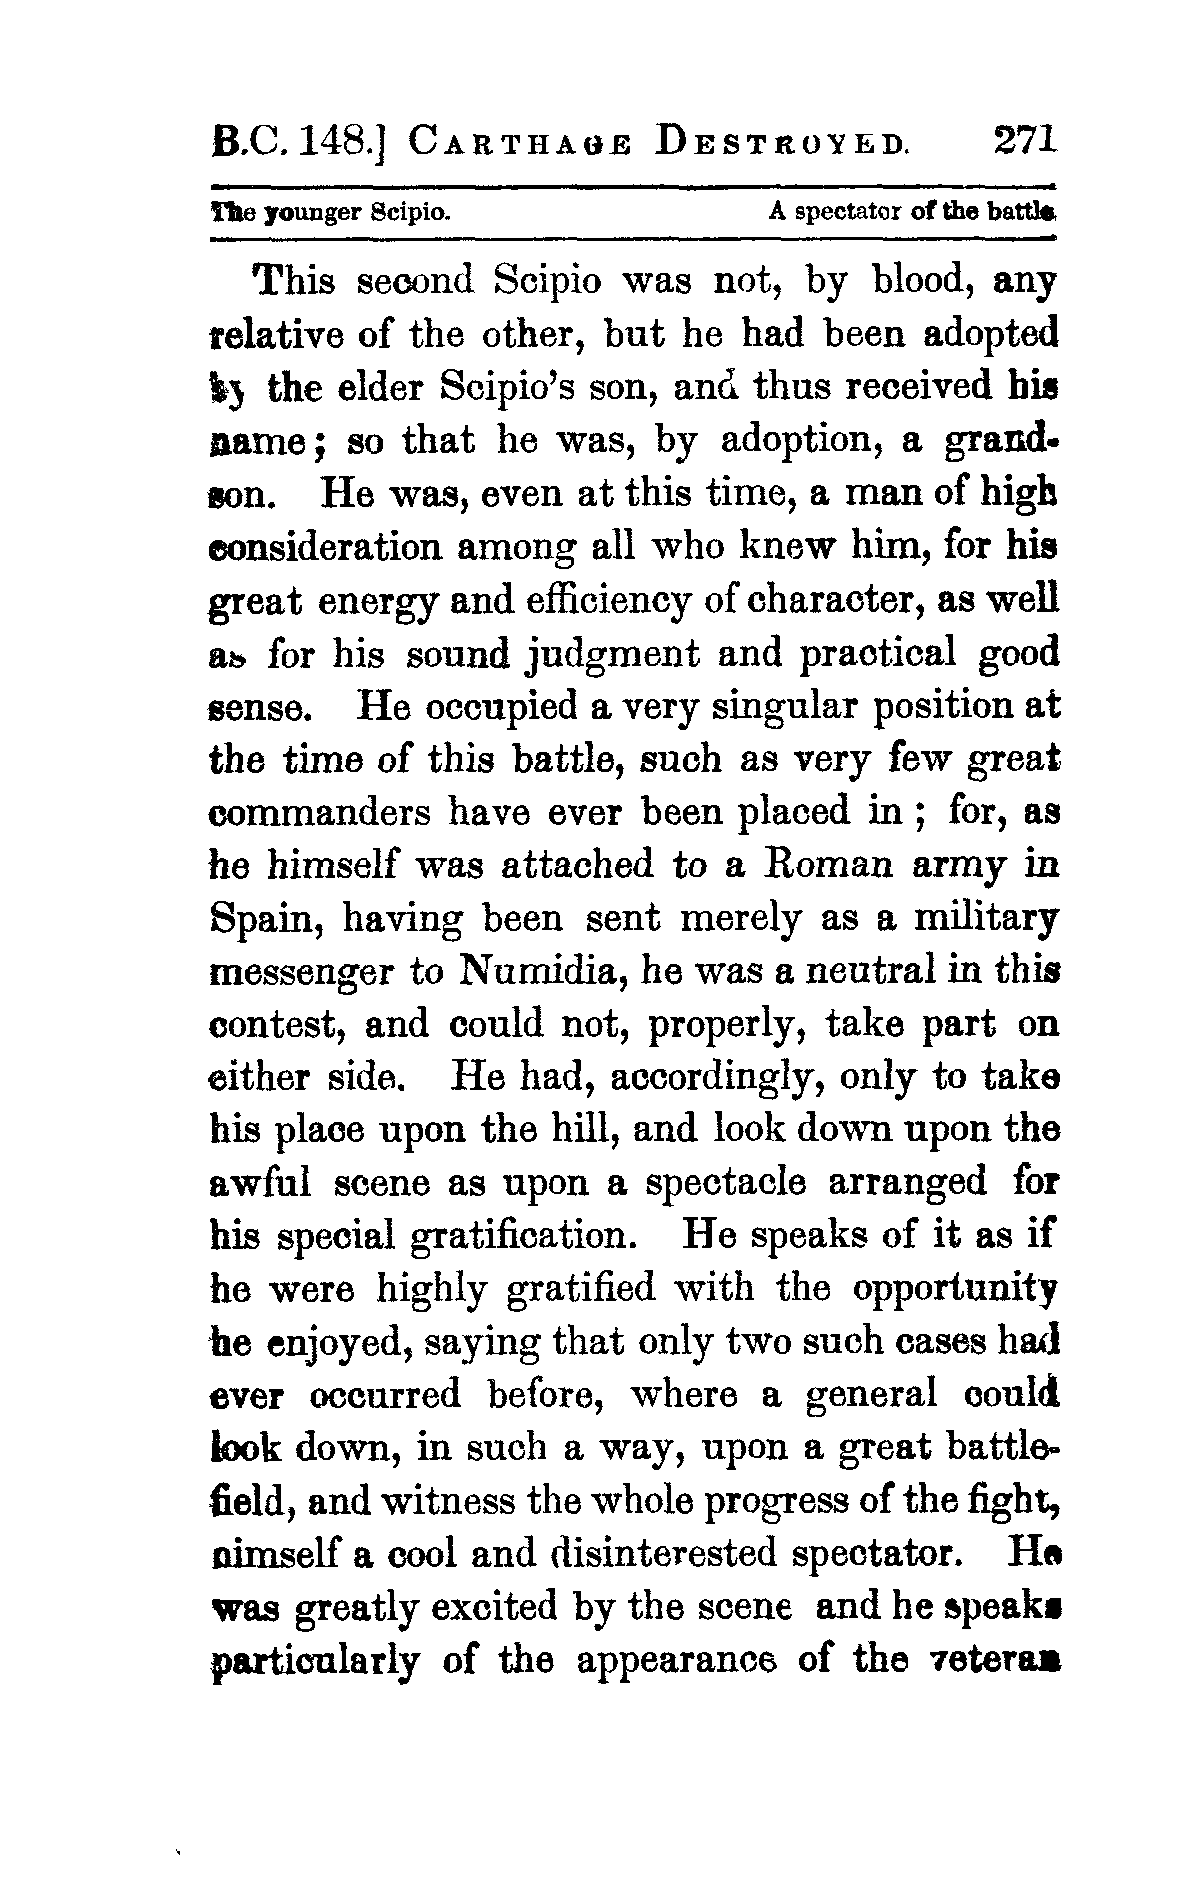 B.C. 148.] CARTHAGE DESTROYED. 271
The younger Scipio. A spectator of the battle.
This second Scipio was not, by blood, any
relative of the other, but he had been adopted
by the elder Scipio's son, and thus received his
name; so that he was, by adoption, a grand-
son. He was, even at this time, a man of high
consideration among all who knew him, for his
great energy and efficiency of character, as well
as for his sound judgment and practical good
sense. He occupied a very singular position at
the time of this battle, such as very few great
commanders have ever been placed in; for, as
he himself was attached to a Roman army in
Spain, having been sent merely as a military
messenger to Numidia, he was a neutral in this
contest, and could not, properly, take part on
either side. He had, accordingly, only to take
his place upon the hill, and look down upon the
awful scene as upon a spectacle arranged for
his special gratification. He speaks of it as if
he were highly gratified with the opportunity
he enjoyed, saying that only two such cases had
ever occurred before, where a general could
look down, in such a way, upon a great battle-
field, and witness the whole progress of the fight,
himself a cool and disinterested spectator. He
was greatly excited by the scene and he speaks
particularly of the appearance of the veteran